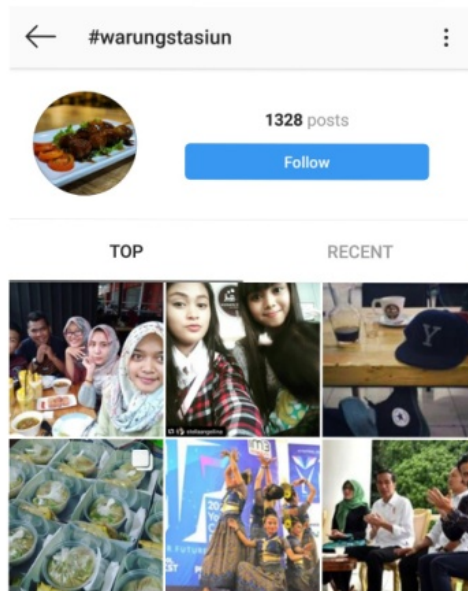 #warungstasiun
1328 posts
Follow
TOP
RECENT
Y